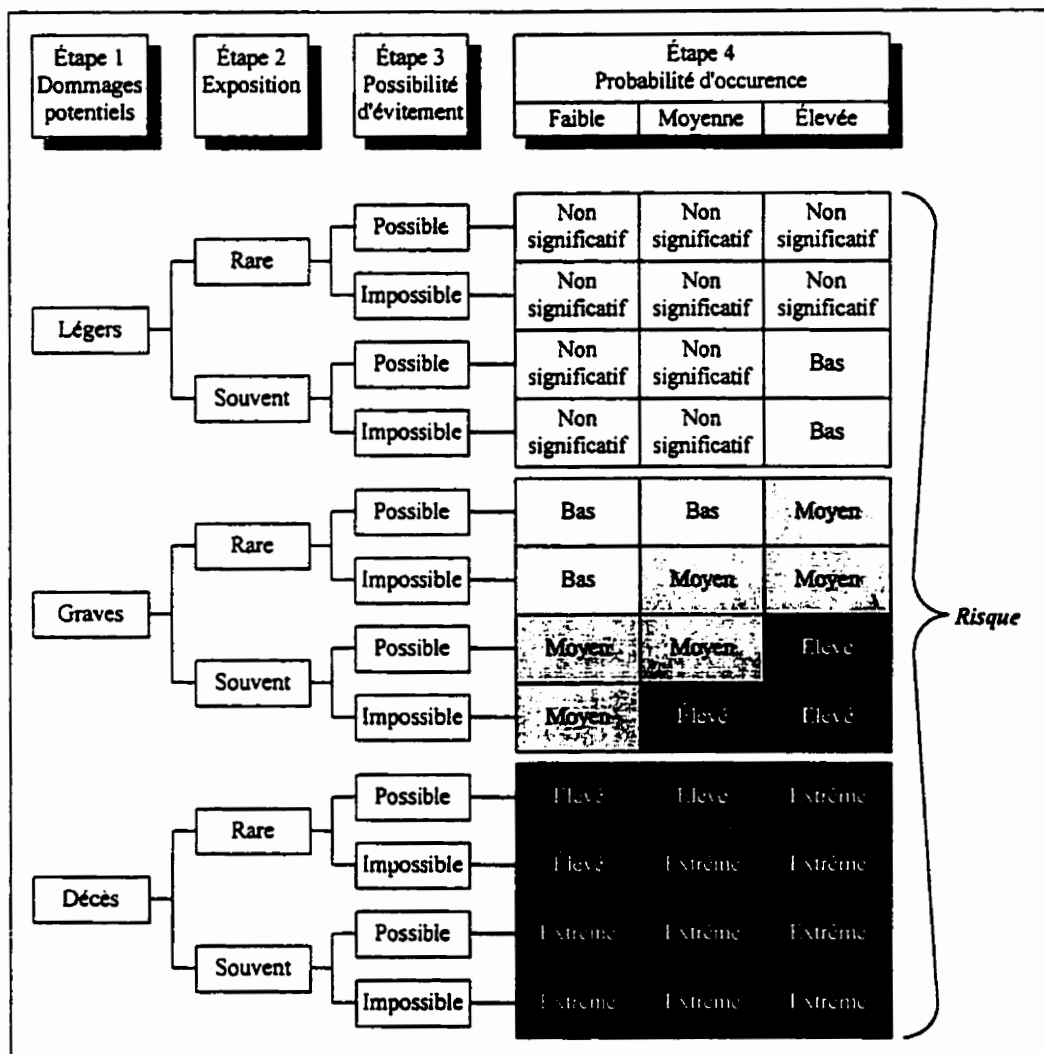 Étape 1
Dommages
potentiels
Étape 2
Exposition
Étape 3
Possibilité
d'évitement
Étape 4
Probabilité d'occurence
Faible Moyenne Élevée
Légers
Rare
Possible
Non significatif Non significatif Non significatif
Impossible
Non significatif Non significatif Non significatif
Souvent
Possible
Non significatif Non significatif Bas
Impossible
Non significatif Non significatif Bas
Graves
Rare
Possible
Bas Bas Moyen
Impossible
Bas Moyen Moyen
Souvent
Possible
Moyen Moyen Élevé
Impossible
Moyen Élevé Élevé
Décès
Rare
Possible
Élevé Élevé Extrême
Impossible
Élevé Extrême Extrême
Souvent
Possible
Extrême Extrême Extrême
Impossible
Extrême Extrême Extrême
Risque